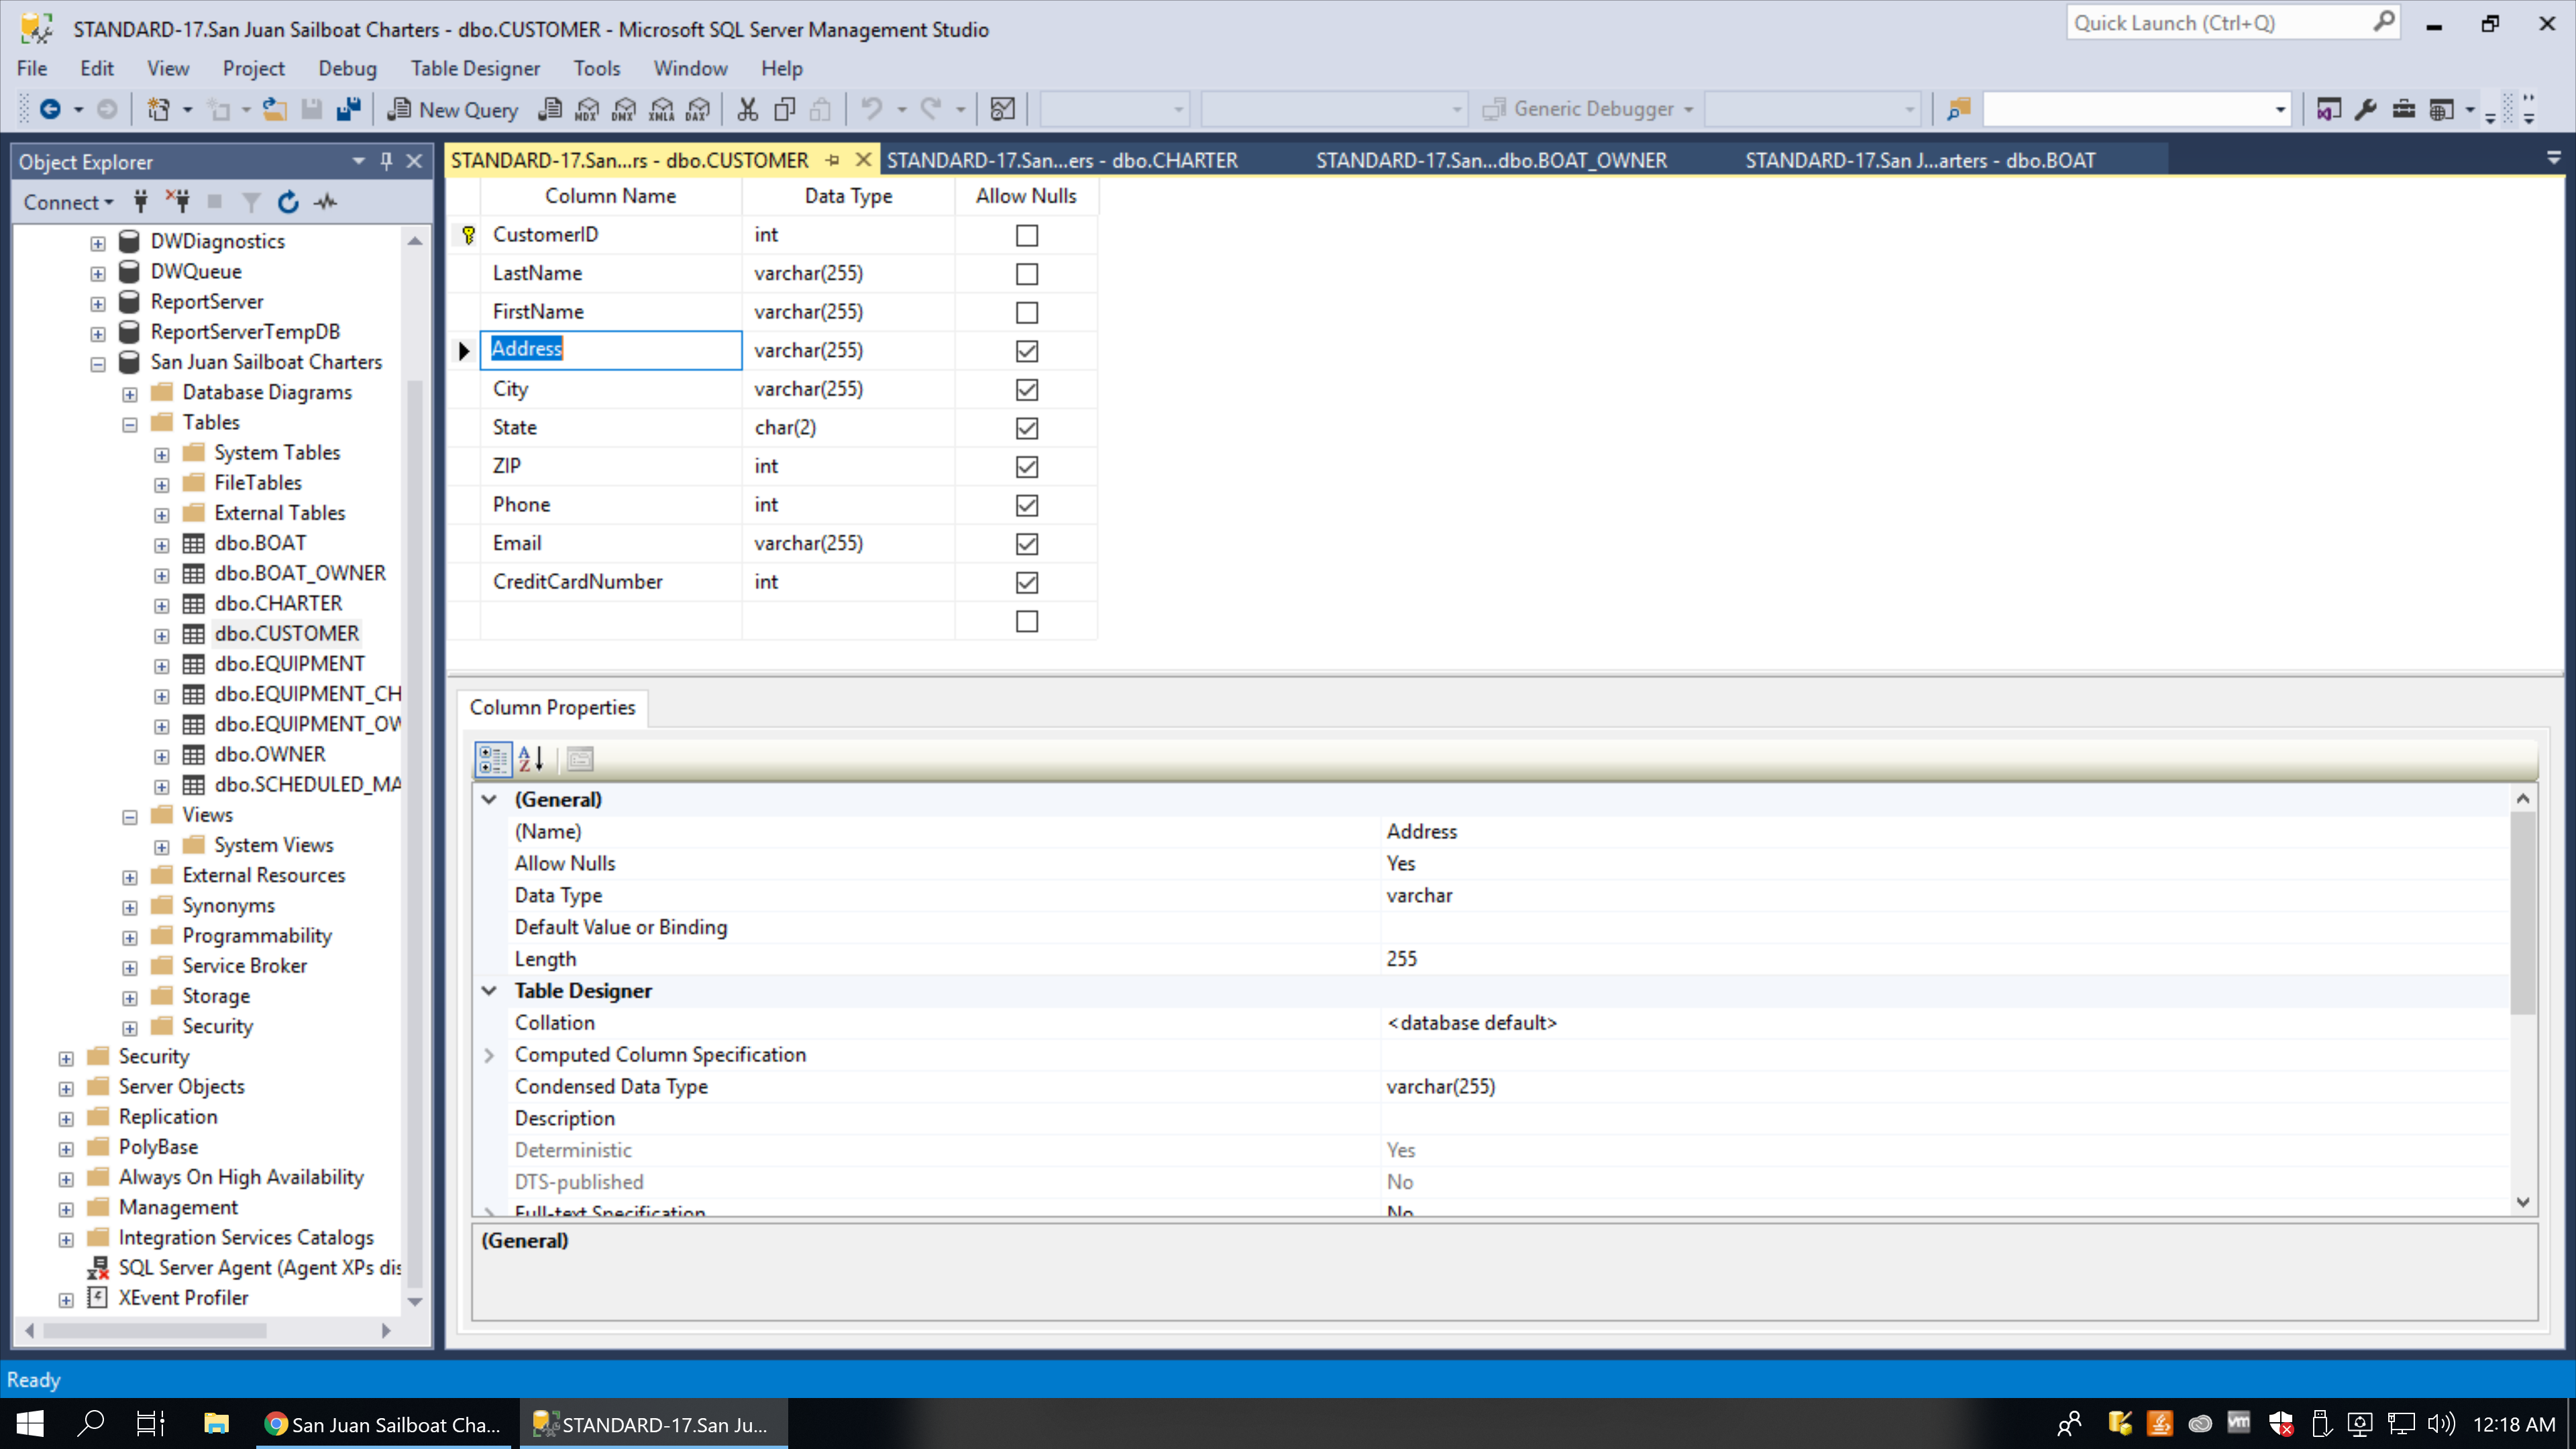 STANDARD-17.San Juan Sailboat Charters - dbo.CUSTOMER - Microsoft SQL Server Management Studio
Quick Launch (Ctrl+Q)
File Edit View Project Debug Table Designer Tools Window Help
New Query MDX DMX XMLA DAX Generic Debugger
Object Explorer
Connect
DWDiagnostics
DWQueue
ReportServer
ReportServerTempDB
San Juan Sailboat Charters
Database Diagrams
Tables
System Tables
FileTables
External Tables
dbo.BOAT
dbo.BOAT_OWNER
dbo.CHARTER
dbo.CUSTOMER
dbo.EQUIPMENT
dbo.EQUIPMENT_CH
dbo.EQUIPMENT_OW
dbo.OWNER
dbo.SCHEDULED_MA
Views
System Views
External Resources
Synonyms
Programmability
Service Broker
Storage
Security
Security
Server Objects
Replication
PolyBase
Always On High Availability
Management
Integration Services Catalogs
SQL Server Agent (Agent XPs dis
XEvent Profiler
STANDARD-17.San...rs - dbo.CUSTOMER STANDARD-17.San...ers - dbo.CHARTER STANDARD-17.San...dbo.BOAT_OWNER STANDARD-17.San J...arters - dbo.BOAT
Column Name Data Type Allow Nulls
CustomerID int
LastName varchar(255)
FirstName varchar(255)
Address varchar(255)
City varchar(255)
State char(2)
ZIP int
Phone int
Email varchar(255)
CreditCardNumber int
Column Properties
(General)
(Name) Address
Allow Nulls Yes
Data Type varchar
Default Value or Binding
Length 255
Table Designer
Collation <database default>
Computed Column Specification
Condensed Data Type varchar(255)
Description
Deterministic Yes
DTS-published No
Full-text Specification No
(General)
Ready
San Juan Sailboat Cha... STANDARD-17.San Ju... vm 12:18 AM